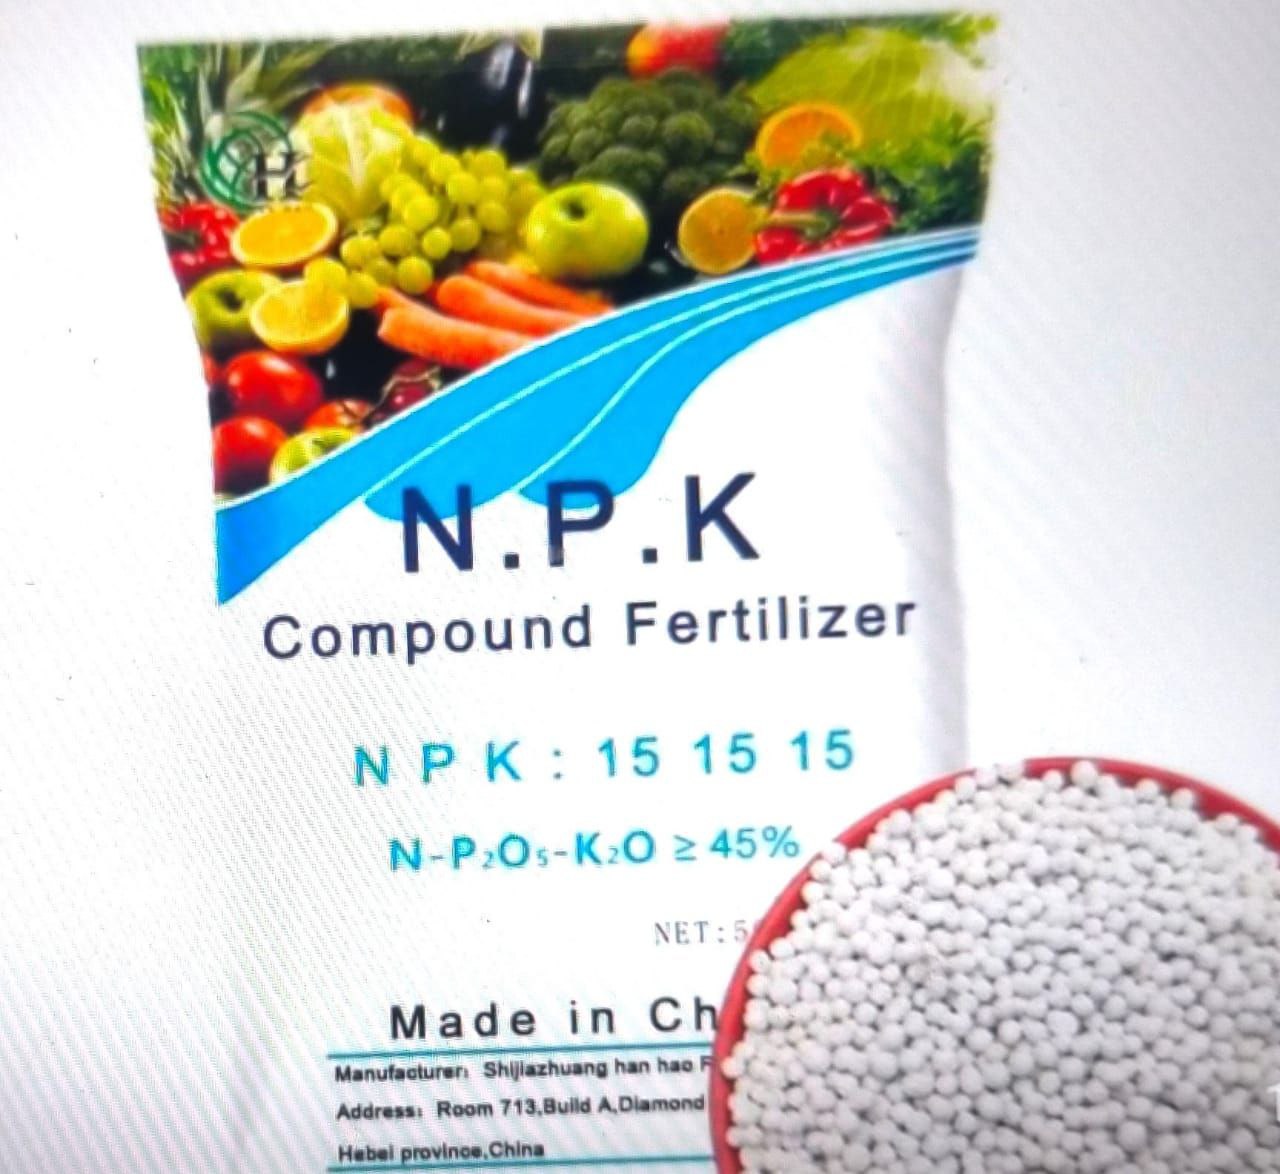 H
N.P.K
Compound Fertilizer
N P K : 15 15 15
N-P₂O₅-K₂O ≥ 45%
NET:5
Made in Ch
Manufacturer: Shijiazhuang han hao F
Address: Room 713,Build A,Diamond
Hebei province,China